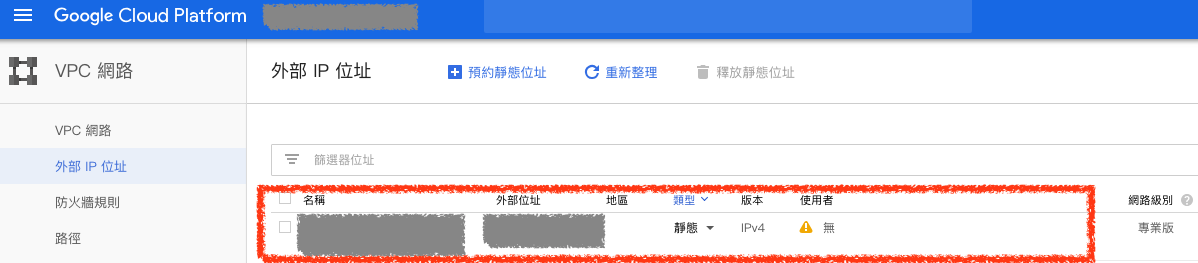 Google Cloud Platform
VPC 網路
外部 IP 位址
預約靜態位址
重新整理
釋放靜態位址
VPC 網路
外部 IP 位址
防火牆規則
路徑
篩選器位址
名稱 外部位址 地區 類型 版本 使用者 網路級別 ?
靜態 IPv4 無 專業版